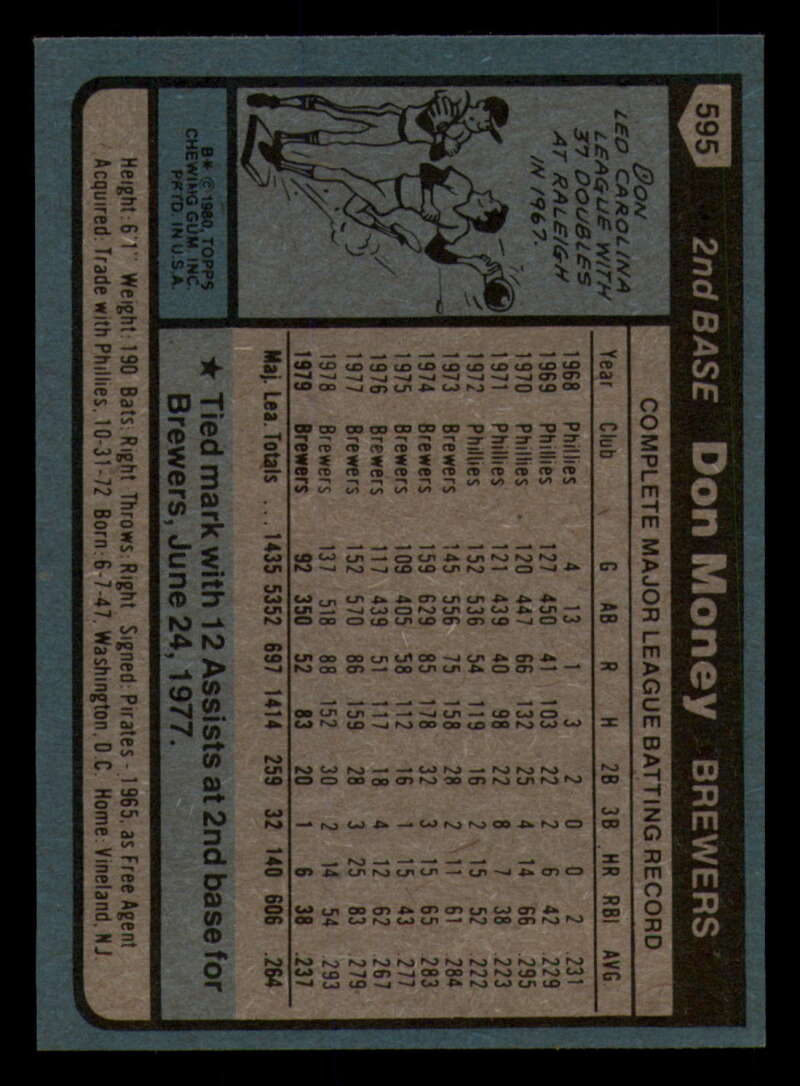 595
2nd BASE Don Money BREWERS
DON
LED CAROLINA
LEAGUE WITH
37 DOUBLES
AT RALEIGH
IN 1967.
B* © 1980, TOPPS
CHEWING GUM, INC.
PRTD. IN U.S.A.
COMPLETE MAJOR LEAGUE BATTING RECORD
Year Club G AB R H 2B 3B HR RBI AVG
1968 Phillies 4 13 1 3 2 0 0 2 .231
1969 Phillies 127 450 41 103 22 2 6 42 .229
1970 Phillies 120 447 66 132 25 4 14 66 .295
1971 Phillies 121 439 40 98 22 8 7 38 .223
1972 Phillies 152 536 54 119 16 2 15 52 .222
1973 Brewers 145 556 75 158 28 2 11 61 .284
1974 Brewers 159 629 85 178 32 3 15 65 .283
1975 Brewers 109 405 58 112 16 1 15 43 .277
1976 Brewers 117 439 51 117 18 4 12 62 .267
1977 Brewers 152 570 86 159 28 3 25 83 .279
1978 Brewers 137 518 88 152 30 2 14 54 .293
1979 Brewers 92 350 52 83 20 1 6 38 .237
Maj. Lea. Totals ... 1435 5352 697 1414 259 32 140 606 .264
★ Tied mark with 12 Assists at 2nd base for
Brewers, June 24, 1977.
Height: 6'1" Weight: 190 Bats: Right Throws: Right Signed: Pirates - 1965, as Free Agent
Acquired: Trade with Phillies, 10-31-72 Born: 6-7-47, Washington, D.C. Home: Vineland, NJ